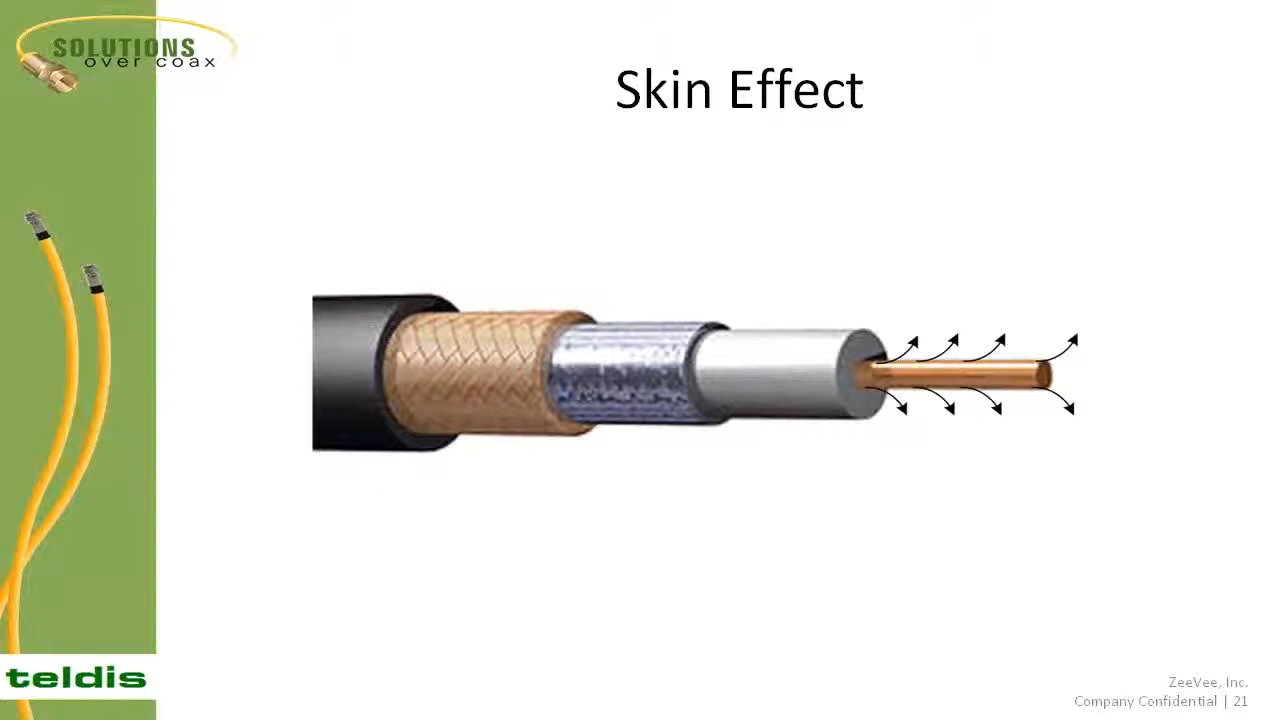 SOLUTIONS
over coax
Skin Effect
teldis
ZeeVee, Inc.
Company Confidential | 21